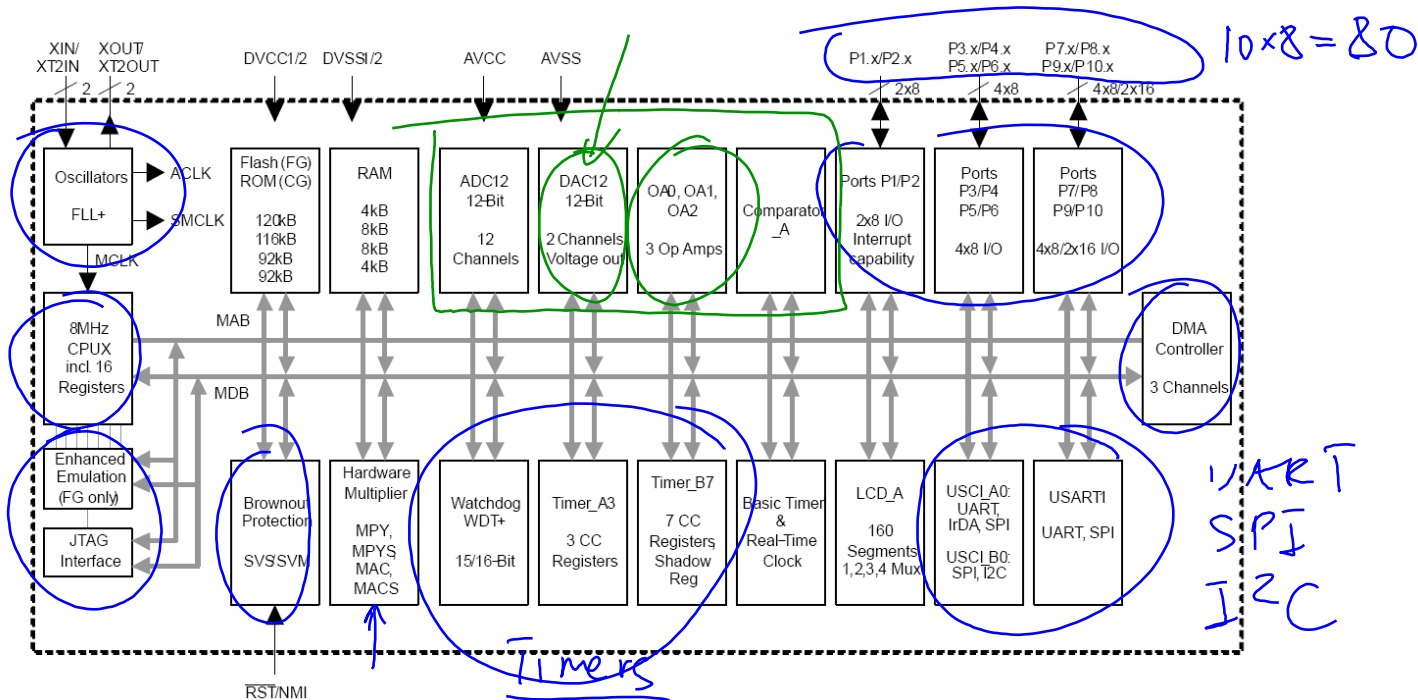 XIN/
XT2IN
XOUT/
XT2OUT
DVCC1/2
DVSS1/2
AVCC
AVSS
P1.x/P2.x
P3.x/P4.x
P5.x/P6.x
P7.x/P8.x
P9.x/P10.x
10x8=80
2
2
2x8
4x8
4x8/2x16
Oscillators
FLL+
ACLK
SMCLK
MCLK
Flash (FG)
ROM (CG)
120kB
116kB
92kB
92kB
RAM
4kB
8kB
8kB
4kB
ADC12
12-Bit
12
Channels
DAC12
12-Bit
2 Channels
Voltage out
OA0, OA1,
OA2
3 Op Amps
Comparator
_A
Ports P1/P2
2x8 I/O
Interrupt
capability
Ports
P3/P4
P5/P6
4x8 I/O
Ports
P7/P8
P9/P10
4x8/2x16 I/O
8MHz
CPUX
incl. 16
Registers
MAB
MDB
DMA
Controller
3 Channels
Enhanced
Emulation
(FG only)
JTAG
Interface
Brownout
Protection
SVS/SVM
Hardware
Multiplier
MPY,
MPYS,
MAC,
MACS
Watchdog
WDT+
15/16-Bit
Timer_A3
3 CC
Registers
Timer_B7
7 CC
Registers,
Shadow
Reg
Basic Timer
&
Real-Time
Clock
LCD_A
160
Segments
1,2,3,4 Mux
USCI_A0:
UART,
IrDA, SPI
USCI_B0:
SPI, I2C
USART1
UART, SPI
UART
SPI
I²C
Timers
RST/NMI